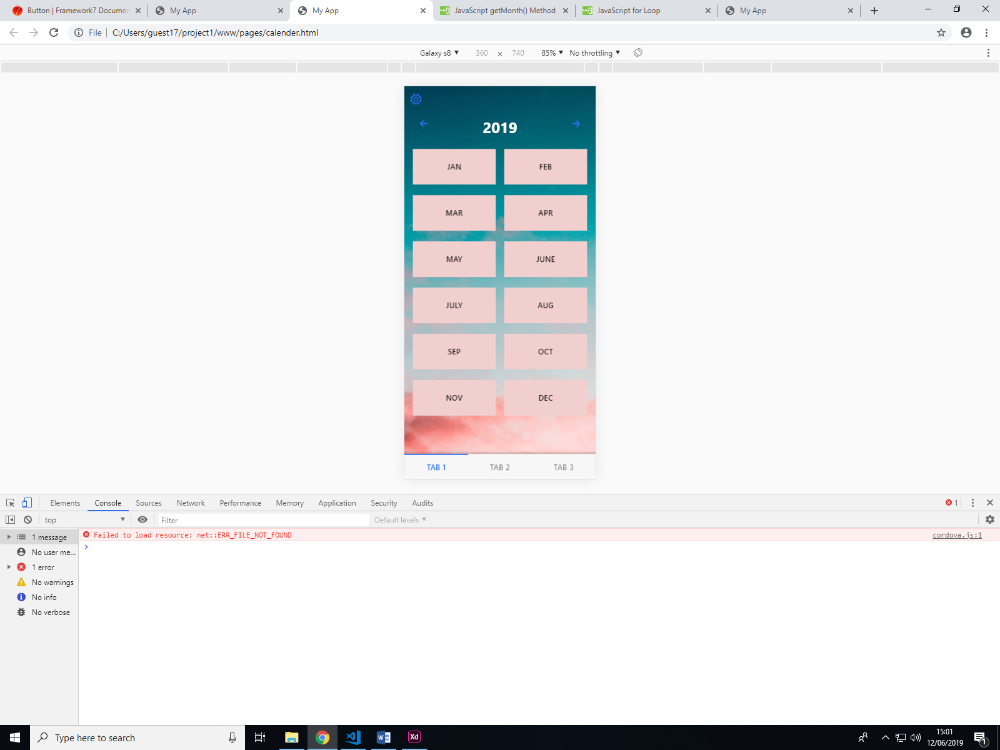 Button | Framework7 Documen
My App
My App
JavaScript getMonth() Method
JavaScript for Loop
My App
File
C:/Users/guest17/project1/www/pages/calender.html
Galaxy s8 ▼ 360 × 740 85% ▼ No throttling ▼
2019
JAN FEB
MAR APR
MAY JUNE
JULY AUG
SEP OCT
NOV DEC
TAB 1 TAB 2 TAB 3
Elements Console Sources Network Performance Memory Application Security Audits 1
top ▼ Filter Default levels ▼
1 message
Failed to load resource: net::ERR_FILE_NOT_FOUND cordova.js:1
No user me...
1 error
No warnings
No info
No verbose
Type here to search
Xd
15:01
12/06/2019
1